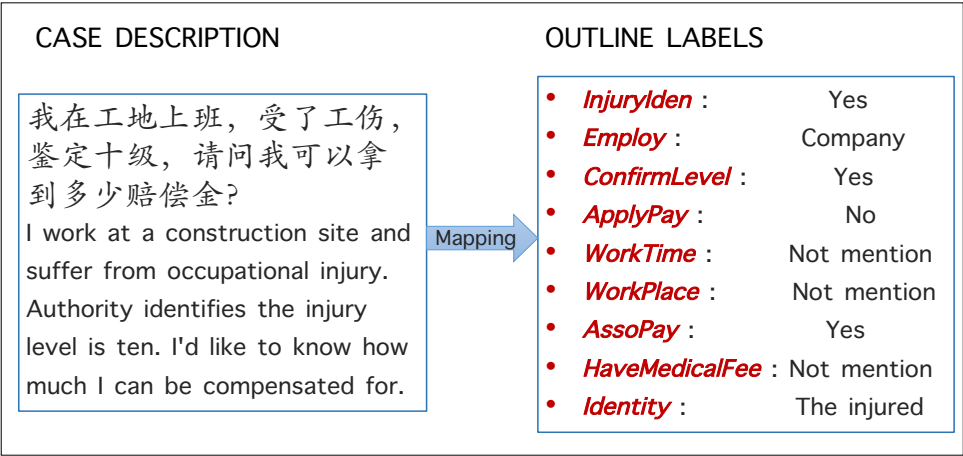 CASE DESCRIPTION
我在工地上班，受了工伤，
鉴定十级，请问我可以拿
到多少赔偿金？
I work at a construction site and
suffer from occupational injury.
Authority identifies the injury
level is ten. I'd like to know how
much I can be compensated for.
Mapping
OUTLINE LABELS
• InjuryIden : Yes
• Employ : Company
• ConfirmLevel : Yes
• ApplyPay : No
• WorkTime : Not mention
• WorkPlace : Not mention
• AssoPay : Yes
• HaveMedicalFee : Not mention
• Identity : The injured